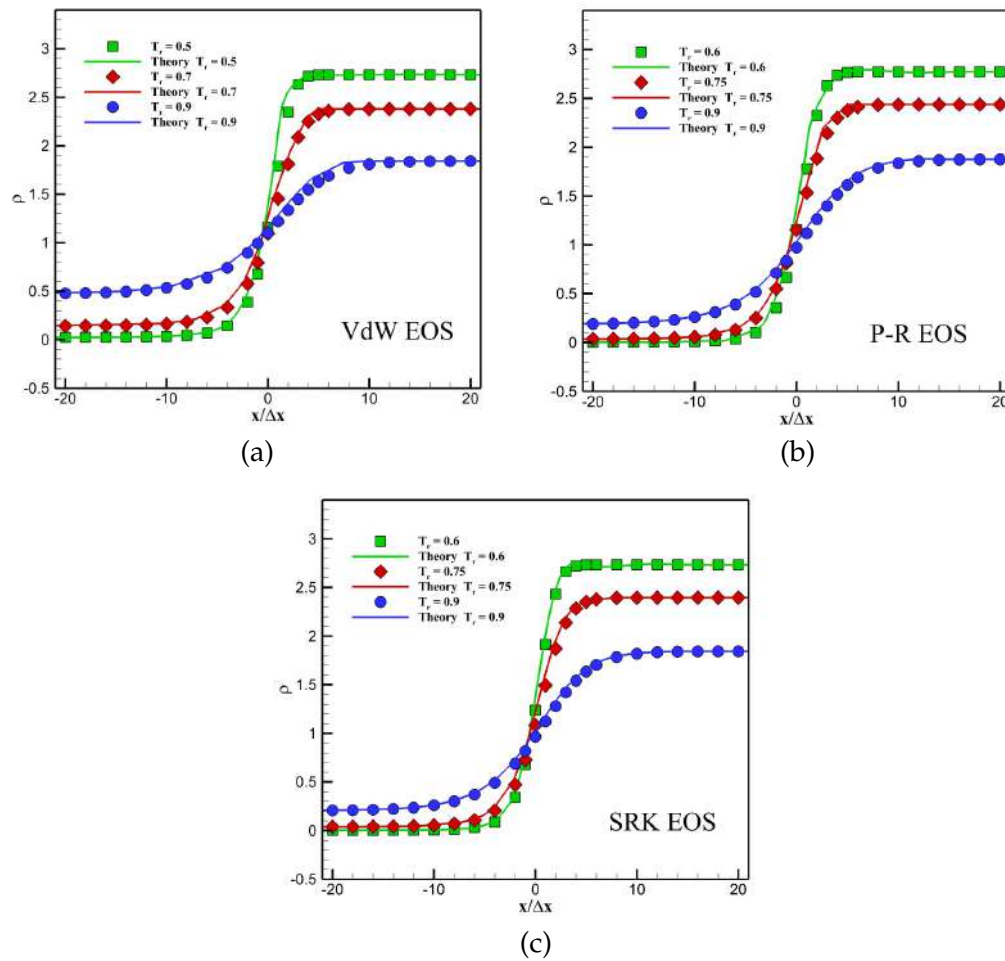 3
2.5
2
1.5
1
0.5
0
-0.5
ρ
T_r = 0.5
Theory T_r = 0.5
T_r = 0.7
Theory T_r = 0.7
T_r = 0.9
Theory T_r = 0.9
VdW EOS
-20 -10 0 10 20
x/Δx
(a)
3
2.5
2
1.5
1
0.5
0
-0.5
ρ
T_r = 0.6
Theory T_r = 0.6
T_r = 0.75
Theory T_r = 0.75
T_r = 0.9
Theory T_r = 0.9
P-R EOS
-20 -10 0 10 20
x/Δx
(b)
3
2.5
2
1.5
1
0.5
0
-0.5
ρ
T_r = 0.6
Theory T_r = 0.6
T_r = 0.75
Theory T_r = 0.75
T_r = 0.9
Theory T_r = 0.9
SRK EOS
-20 -10 0 10 20
x/Δx
(c)